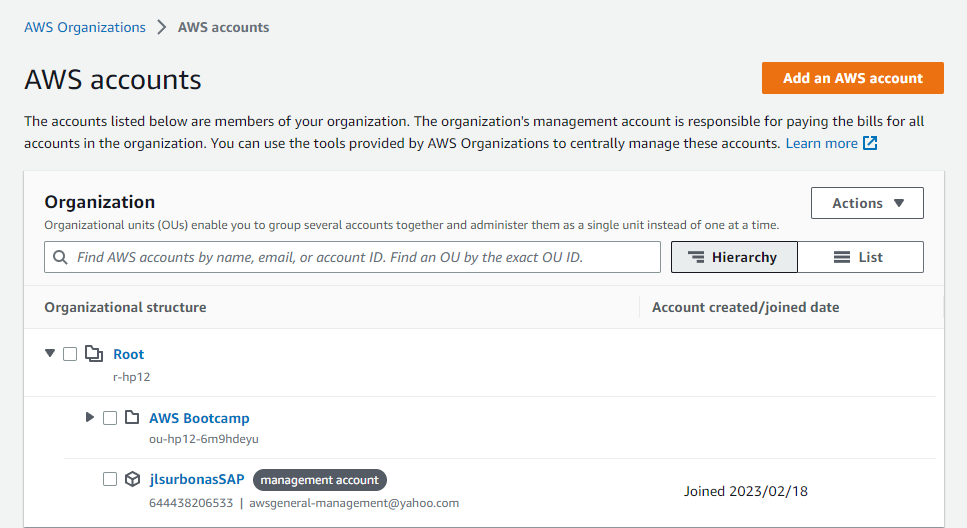 AWS Organizations > AWS accounts
AWS accounts
Add an AWS account
The accounts listed below are members of your organization. The organization's management account is responsible for paying the bills for all
accounts in the organization. You can use the tools provided by AWS Organizations to centrally manage these accounts. Learn more
Organization
Actions
Organizational units (OUs) enable you to group several accounts together and administer them as a single unit instead of one at a time.
Find AWS accounts by name, email, or account ID. Find an OU by the exact OU ID.
Hierarchy
List
Organizational structure
Account created/joined date
Root
r-hp12
AWS Bootcamp
ou-hp12-6m9hdeyu
jlsurbonasSAP management account
644438206533 | awsgeneral-management@yahoo.com
Joined 2023/02/18